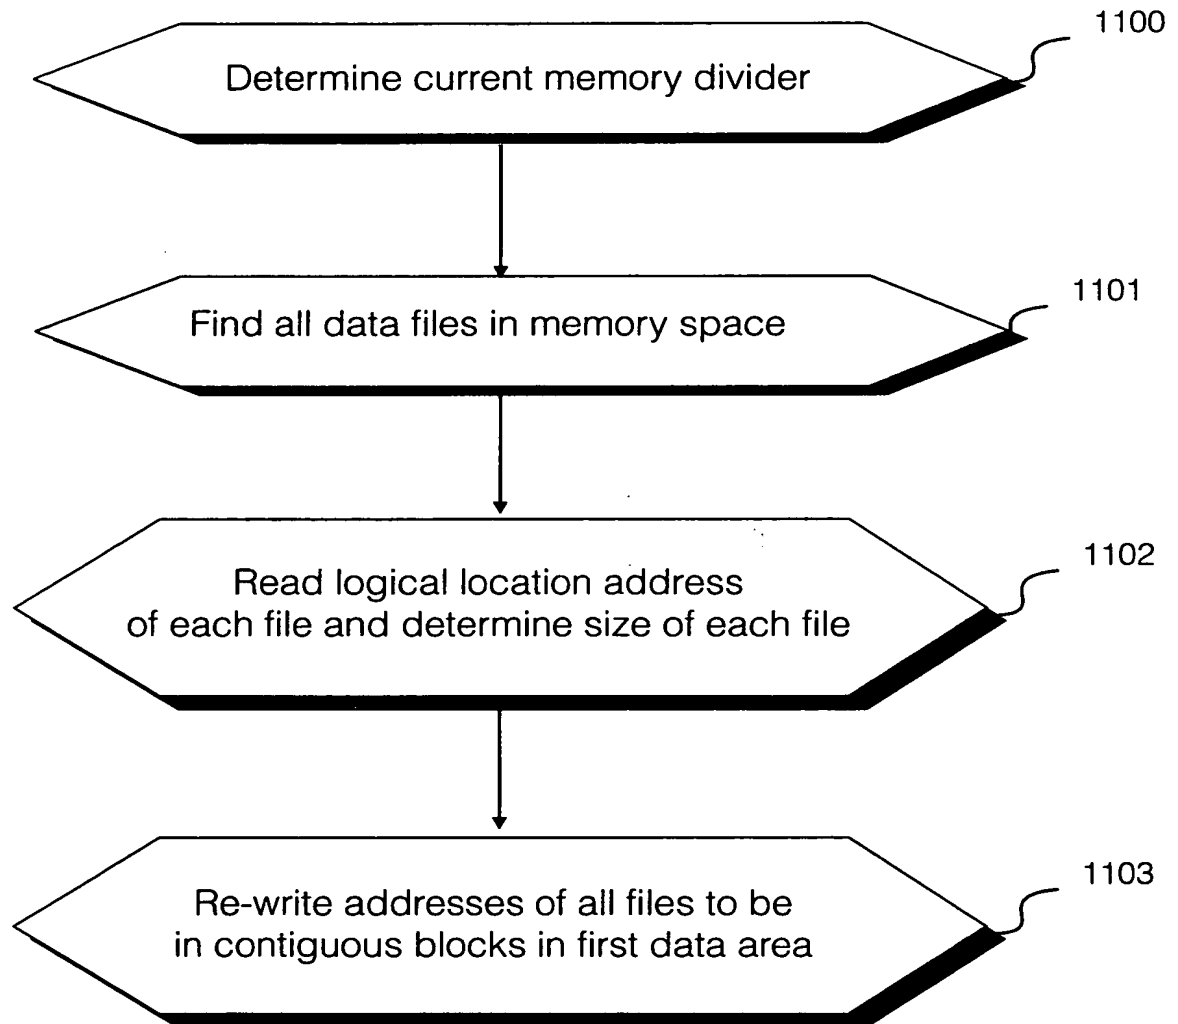 1100
Determine current memory divider
1101
Find all data files in memory space
1102
Read logical location address
of each file and determine size of each file
1103
Re-write addresses of all files to be
in contiguous blocks in first data area